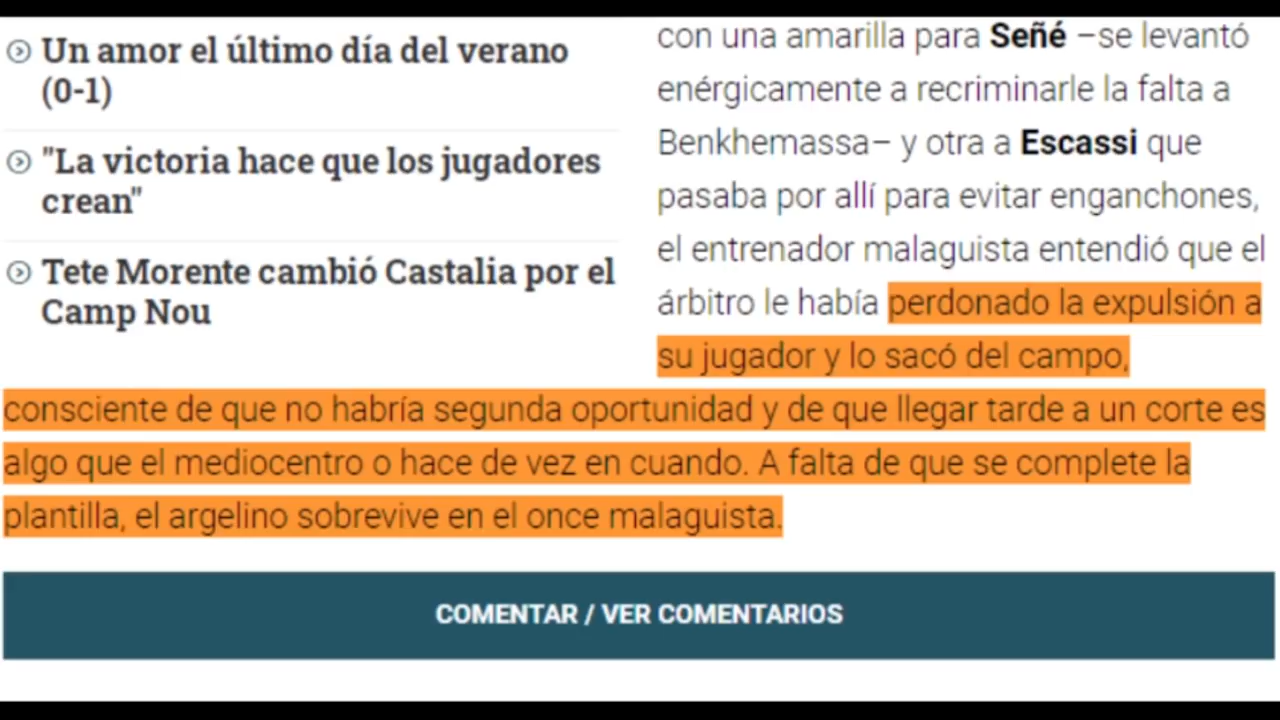 Un amor el último día del verano
(0-1)
"La victoria hace que los jugadores
crean"
Tete Morente cambió Castalia por el
Camp Nou
con una amarilla para Señé –se levantó
enérgicamente a recriminarle la falta a
Benkhemassa– y otra a Escassi que
pasaba por allí para evitar enganchones,
el entrenador malaguista entendió que el
árbitro le había perdonado la expulsión a
su jugador y lo sacó del campo,
consciente de que no habría segunda oportunidad y de que llegar tarde a un corte es
algo que el mediocentro o hace de vez en cuando. A falta de que se complete la
plantilla, el argelino sobrevive en el once malaguista.
COMENTAR / VER COMENTARIOS